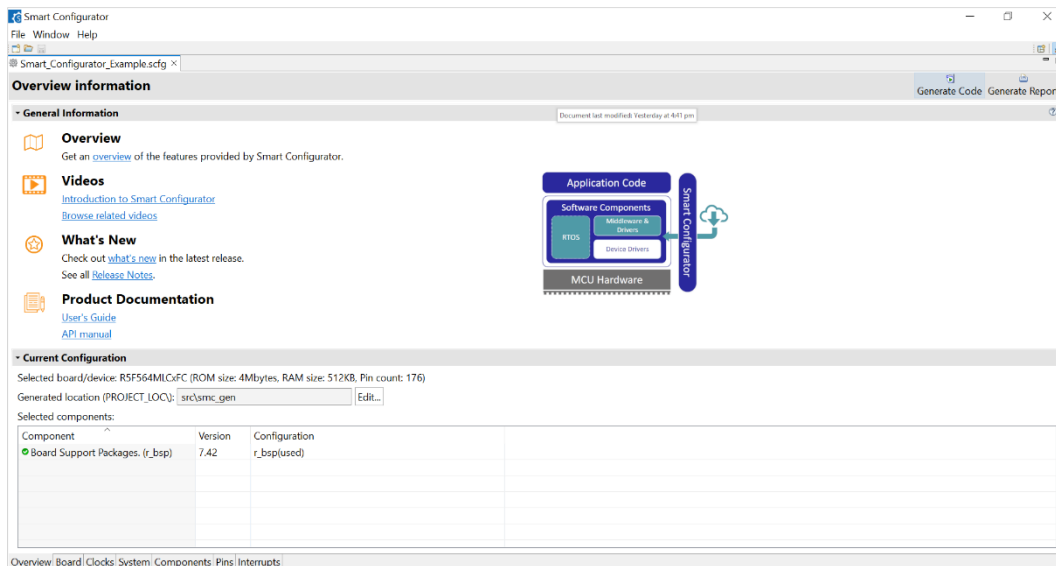 Smart Configurator
File Window Help
Smart_Configurator_Example.scfg
Overview information
Generate Code Generate Repor
General Information
Document last modified: Yesterday at 4:41 pm
Overview
Get an overview of the features provided by Smart Configurator.
Videos
Introduction to Smart Configurator
Browse related videos
What's New
Check out what's new in the latest release.
See all Release Notes.
Product Documentation
User's Guide
API manual
Application Code
Software Components
RTOS
Middleware &
Drivers
Device Drivers
MCU Hardware
Smart Configurator
Current Configuration
Selected board/device: R5F564MLCxFC (ROM size: 4Mbytes, RAM size: 512KB, Pin count: 176)
Generated location (PROJECT_LOC\): src\smc_gen Edit...
Selected components:
Component Version Configuration
Board Support Packages. (r_bsp) 7.42 r_bsp(used)
Overview Board Clocks System Components Pins Interrupts